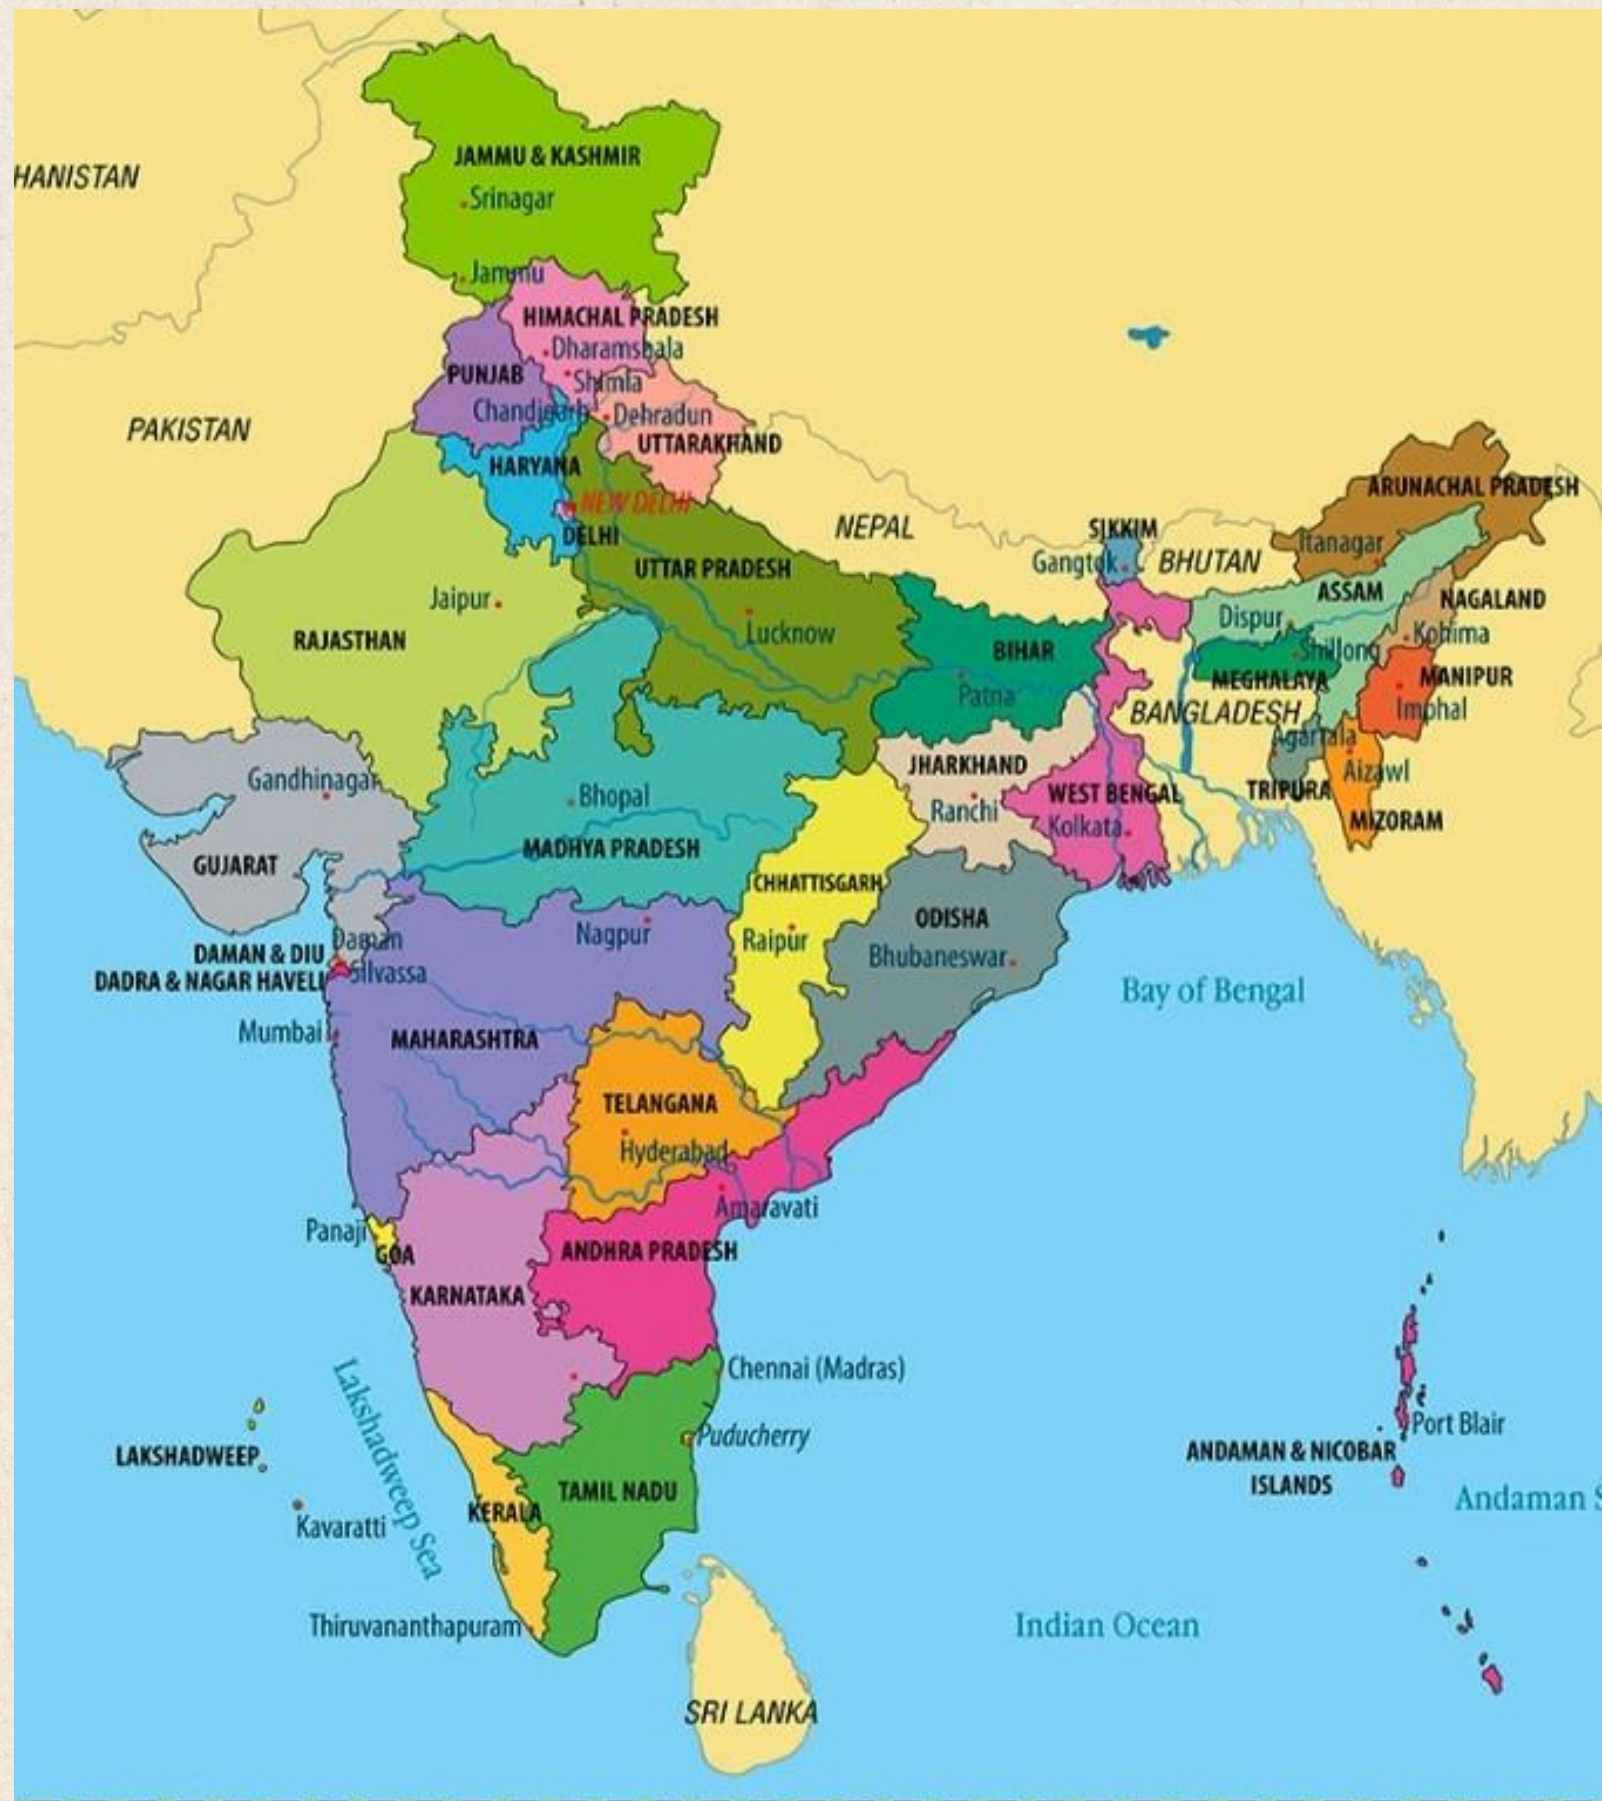 JAMMU & KASHMIR
HANISTAN
Srinagar
Jammu
HIMACHAL PRADESH
Dharamshala
PUNJAB
Shimla
Chandigarh
Dehradun
PAKISTAN
UTTARAKHAND
HARYANA
ARUNACHAL PRADESH
NEW DELHI
NEPAL
SIKKIM
DELHI
Itanagar
Gangtok
BHUTAN
UTTAR PRADESH
ASSAM
Jaipur
NAGALAND
Dispur
Lucknow
Kohima
RAJASTHAN
BIHAR
Shillong
MEGHALAYA
MANIPUR
Patna
BANGLADESH
Imphal
Agartala
JHARKHAND
Aizawl
Gandhinagar
TRIPURA
Bhopal
WEST BENGAL
Ranchi
MIZORAM
Kolkata
MADHYA PRADESH
GUJARAT
CHHATTISGARH
ODISHA
Nagpur
Raipur
Daman
DAMAN & DIU
Bhubaneswar
Silvassa
DADRA & NAGAR HAVELI
Bay of Bengal
Mumbai
MAHARASHTRA
TELANGANA
Hyderabad
Amaravati
Panaji
GOA
ANDHRA PRADESH
KARNATAKA
Chennai (Madras)
Port Blair
Puducherry
LAKSHADWEEP
Lakshadweep Sea
ANDAMAN & NICOBAR
ISLANDS
TAMIL NADU
Andaman S
KERALA
Kavaratti
Thiruvananthapuram
Indian Ocean
SRI LANKA